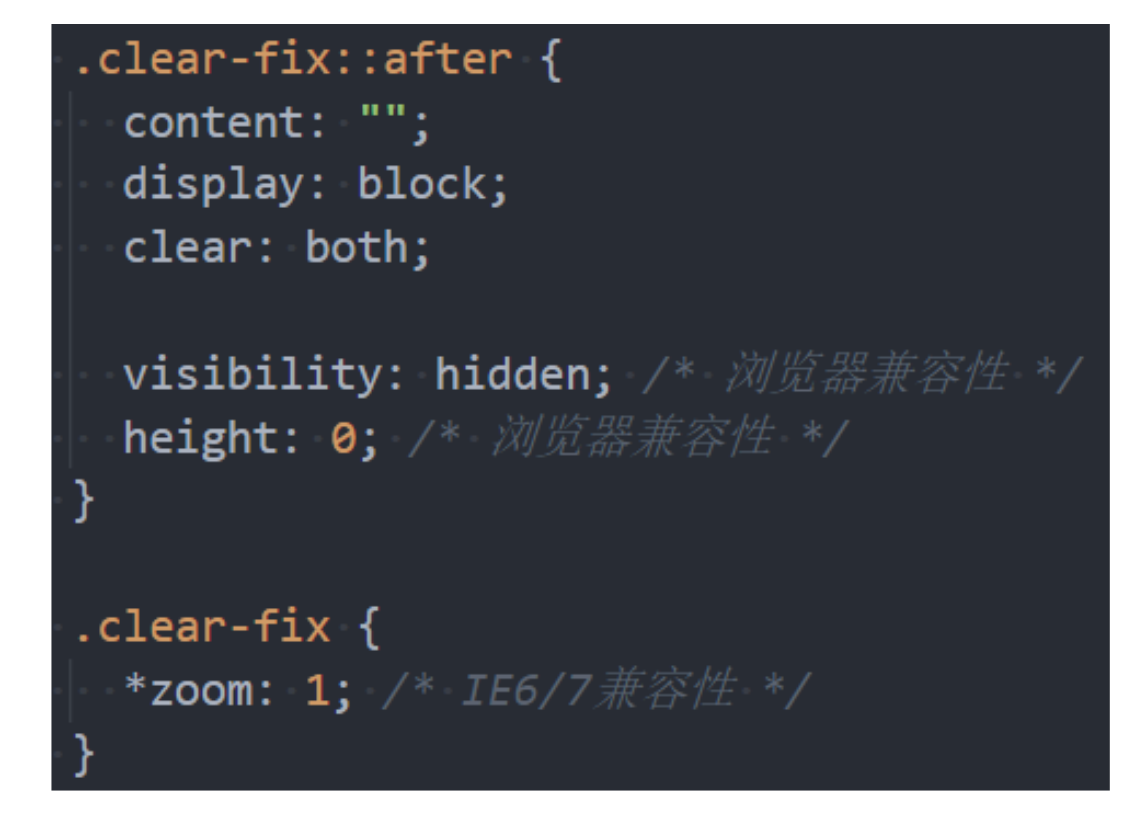 .clear-fix::after {
  content: "";
  display: block;
  clear: both;

  visibility: hidden; /* 浏览器兼容性 */
  height: 0; /* 浏览器兼容性 */
}

.clear-fix {
  *zoom: 1; /* IE6/7兼容性 */
}